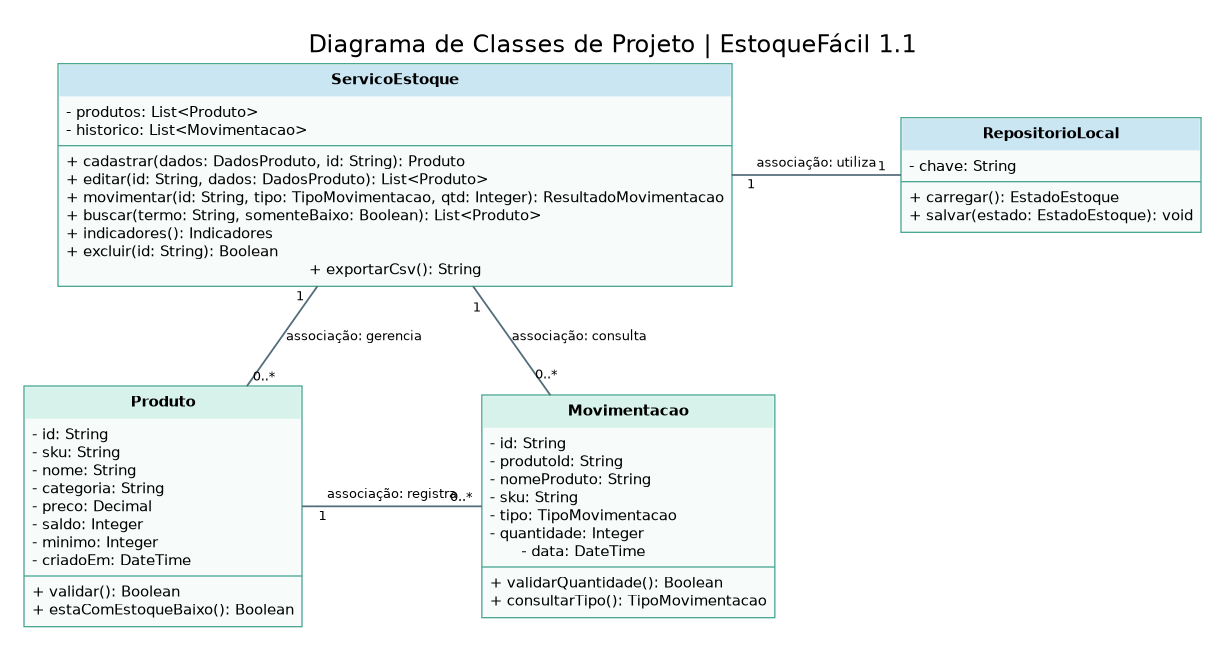 Diagrama de Classes de Projeto | EstoqueFácil 1.1
ServicoEstoque
- produtos: List<Produto>
- historico: List<Movimentacao>
+ cadastrar(dados: DadosProduto, id: String): Produto
+ editar(id: String, dados: DadosProduto): List<Produto>
+ movimentar(id: String, tipo: TipoMovimentacao, qtd: Integer): ResultadoMovimentacao
+ buscar(termo: String, somenteBaixo: Boolean): List<Produto>
+ indicadores(): Indicadores
+ excluir(id: String): Boolean
+ exportarCsv(): String
associação: utiliza
1
1
RepositorioLocal
- chave: String
+ carregar(): EstadoEstoque
+ salvar(estado: EstadoEstoque): void
1
associação: gerencia
0..*
1
associação: consulta
0..*
Produto
- id: String
- sku: String
- nome: String
- categoria: String
- preco: Decimal
- saldo: Integer
- minimo: Integer
- criadoEm: DateTime
+ validar(): Boolean
+ estaComEstoqueBaixo(): Boolean
associação: registra
0..*
1
Movimentacao
- id: String
- produtoId: String
- nomeProduto: String
- sku: String
- tipo: TipoMovimentacao
- quantidade: Integer
- data: DateTime
+ validarQuantidade(): Boolean
+ consultarTipo(): TipoMovimentacao